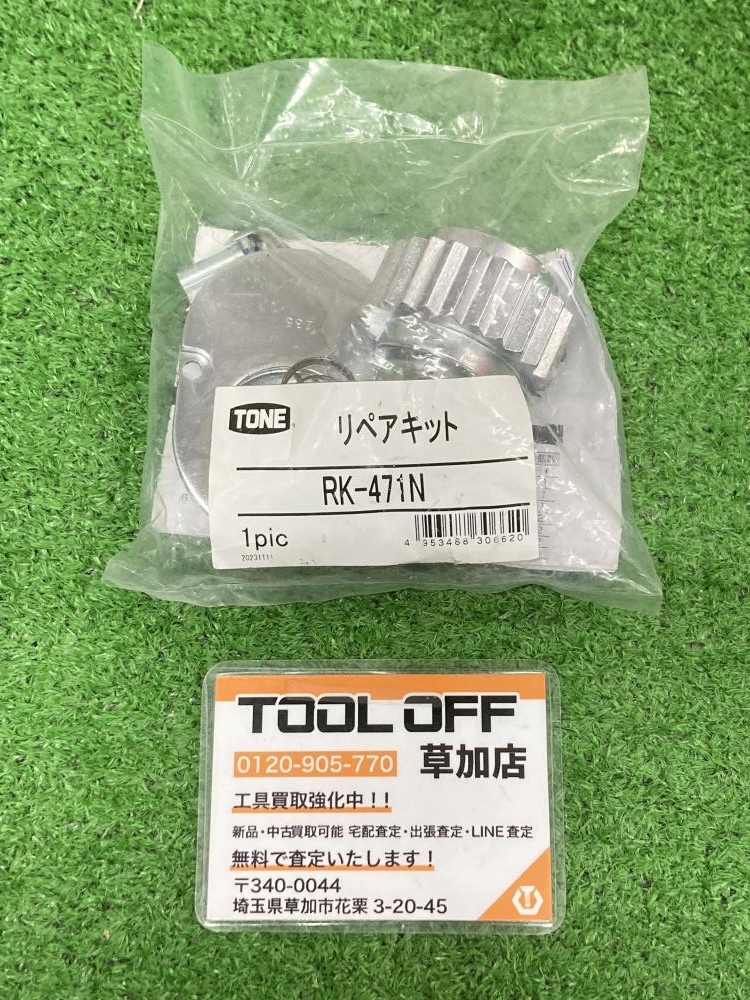 TONE
リペアキット
RK-471N
1pic
20231111
4 953488 306620
TOOL OFF
0120-905-770 草加店
工具買取強化中!!
新品・中古買取可能 宅配査定・出張査定・LINE査定
無料で査定いたします!
〒340-0044
埼玉県草加市花栗 3-20-45